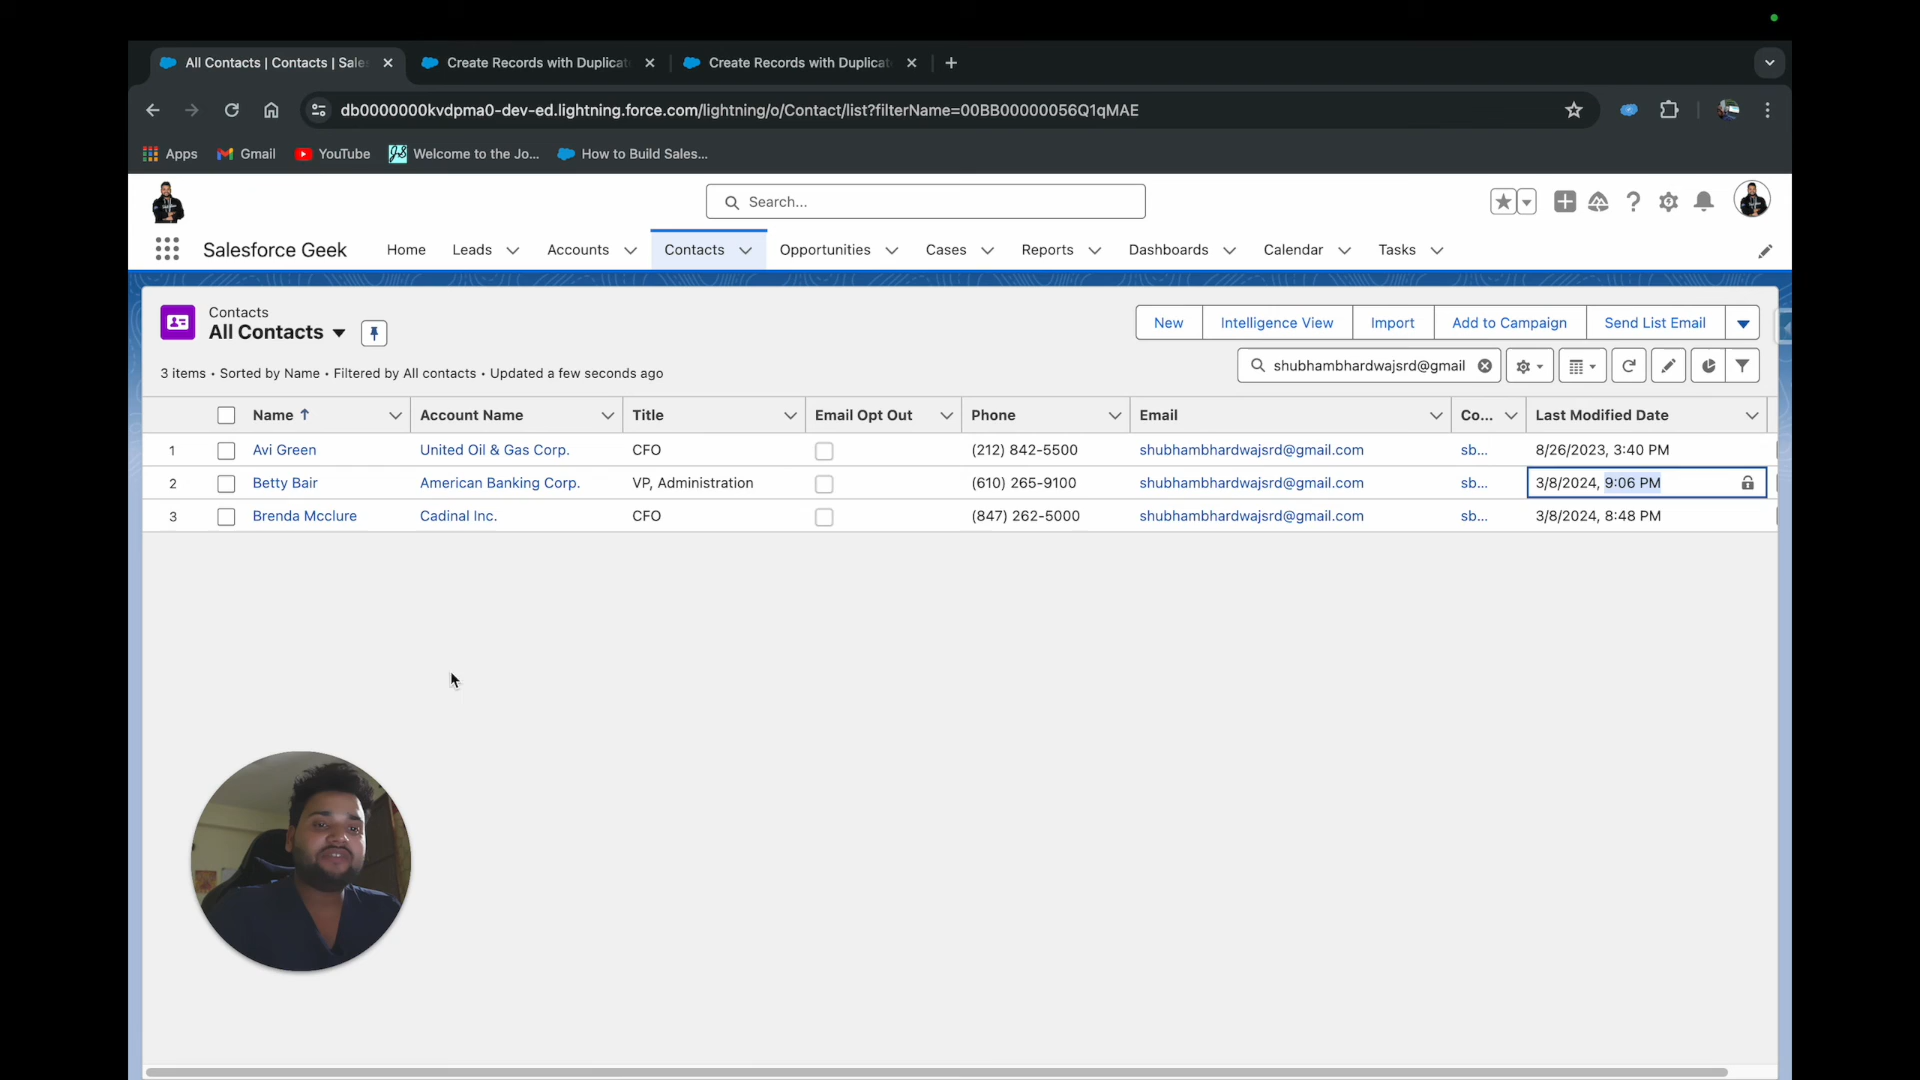 All Contacts | Contacts | Sale
Create Records with Duplicat
Create Records with Duplicat
db0000000kvdpma0-dev-ed.lightning.force.com/lightning/o/Contact/list?filterName=00BB00000056Q1qMAE
Apps
Gmail
YouTube
Welcome to the Jo...
How to Build Sales...
Search...
Salesforce Geek
Home
Leads
Accounts
Contacts
Opportunities
Cases
Reports
Dashboards
Calendar
Tasks
Contacts
All Contacts
New
Intelligence View
Import
Add to Campaign
Send List Email
3 items • Sorted by Name • Filtered by All contacts • Updated a few seconds ago
shubhambhardwajsrd@gmail
Name ↑ Account Name Title Email Opt Out Phone Email Co... Last Modified Date
1 Avi Green United Oil & Gas Corp. CFO (212) 842-5500 shubhambhardwajsrd@gmail.com sb... 8/26/2023, 3:40 PM
2 Betty Bair American Banking Corp. VP, Administration (610) 265-9100 shubhambhardwajsrd@gmail.com sb... 3/8/2024, 9:06 PM
3 Brenda Mcclure Cadinal Inc. CFO (847) 262-5000 shubhambhardwajsrd@gmail.com sb... 3/8/2024, 8:48 PM